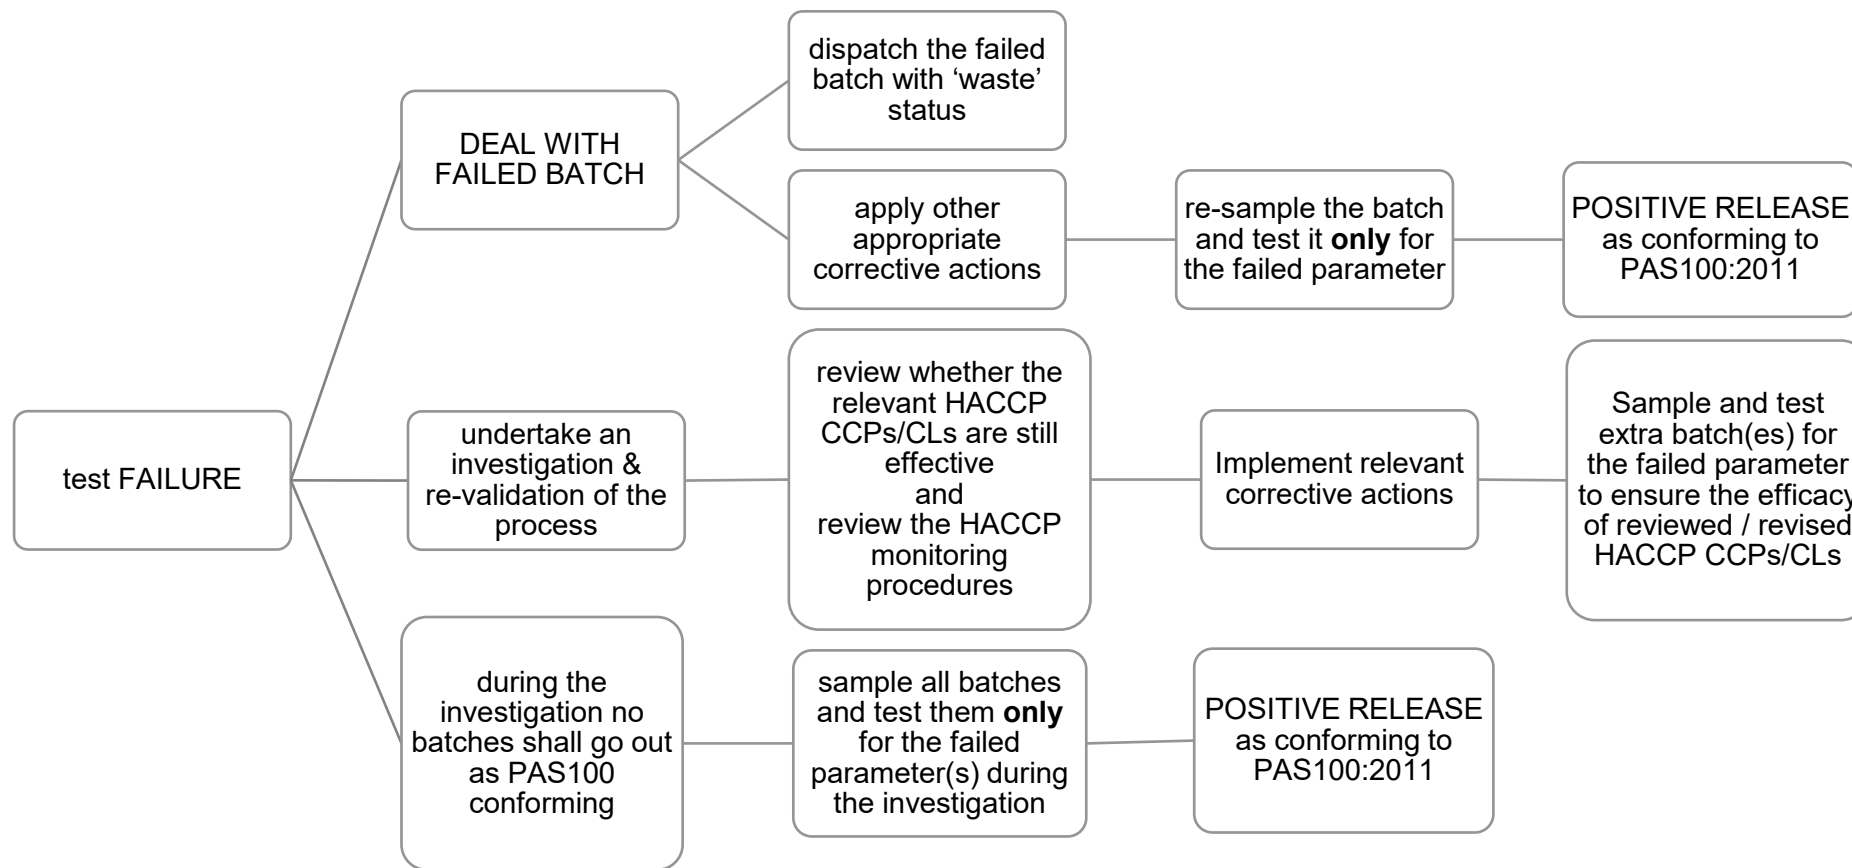 test FAILURE
DEAL WITH
FAILED BATCH
dispatch the failed
batch with ‘waste’
status
apply other
appropriate
corrective actions
re-sample the batch
and test it only for
the failed parameter
POSITIVE RELEASE
as conforming to
PAS100:2011
undertake an
investigation &
re-validation of the
process
review whether the
relevant HACCP
CCPs/CLs are still
effective
and
review the HACCP
monitoring
procedures
Implement relevant
corrective actions
Sample and test
extra batch(es) for
the failed parameter
to ensure the efficacy
of reviewed / revised
HACCP CCPs/CLs
during the
investigation no
batches shall go out
as PAS100
conforming
sample all batches
and test them only
for the failed
parameter(s) during
the investigation
POSITIVE RELEASE
as conforming to
PAS100:2011